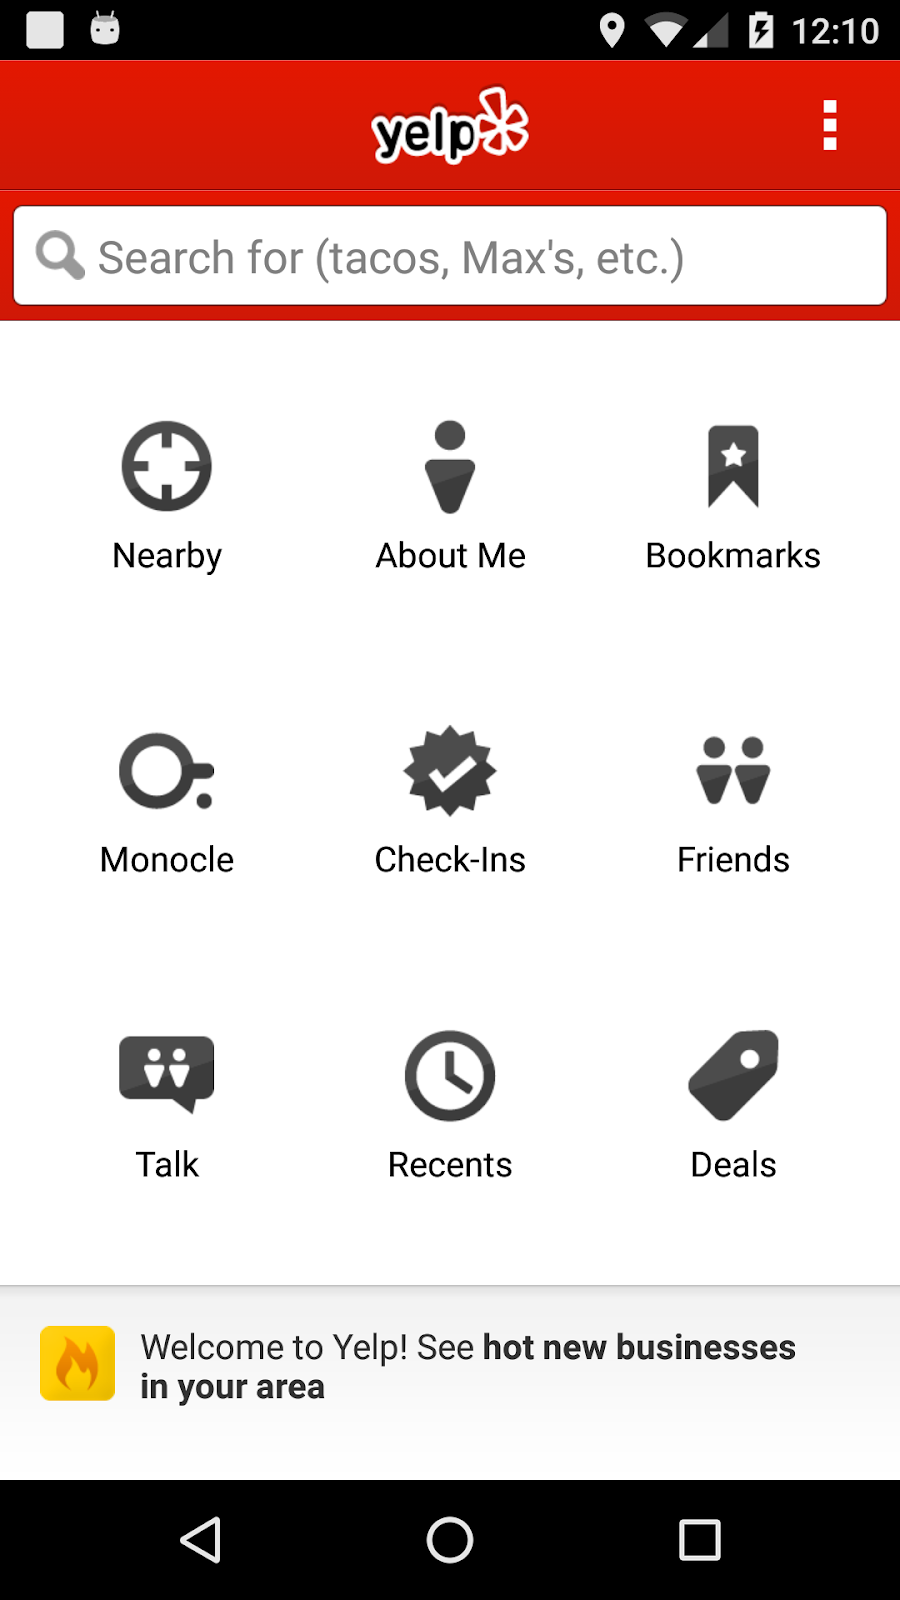 12:10
yelp
Search for (tacos, Max's, etc.)
Nearby
About Me
Bookmarks
Monocle
Check-Ins
Friends
Talk
Recents
Deals
Welcome to Yelp! See hot new businesses
in your area